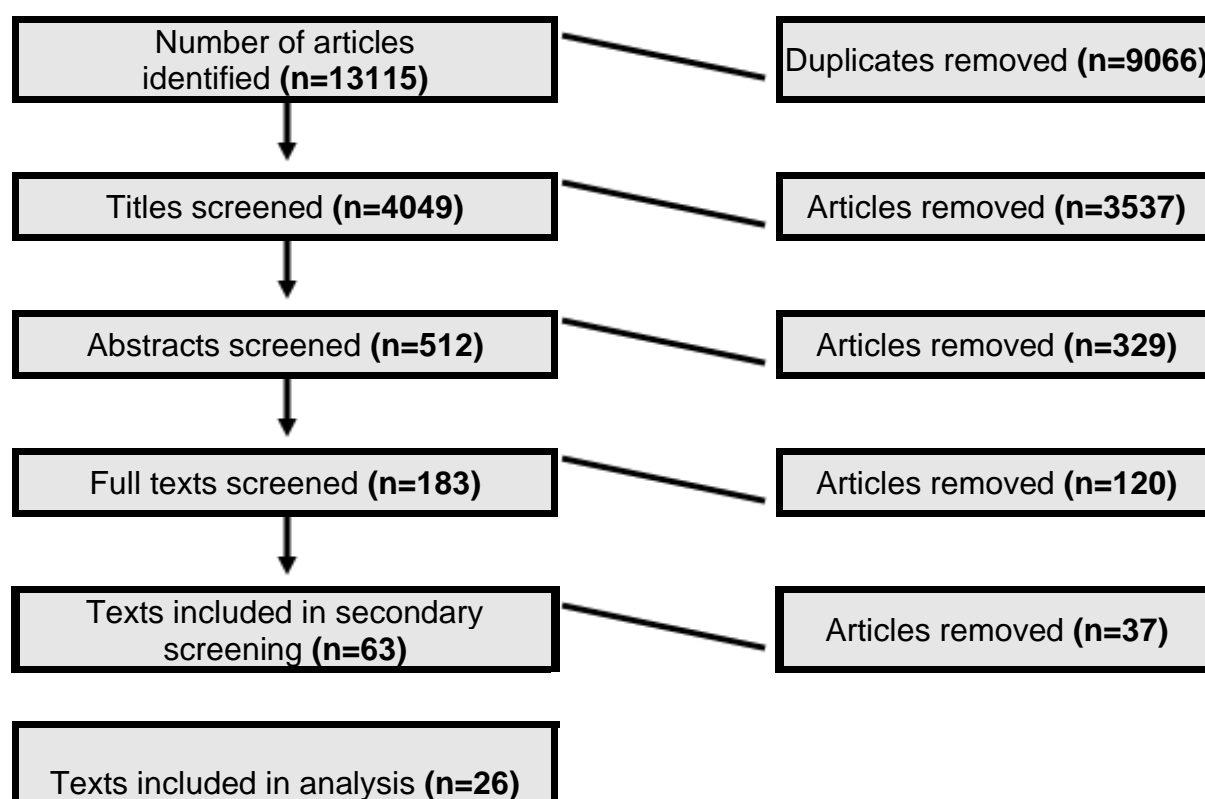 Number of articles
identified (n=13115)
Duplicates removed (n=9066)
Titles screened (n=4049)
Articles removed (n=3537)
Abstracts screened (n=512)
Articles removed (n=329)
Full texts screened (n=183)
Articles removed (n=120)
Texts included in secondary
screening (n=63)
Articles removed (n=37)
Texts included in analysis (n=26)